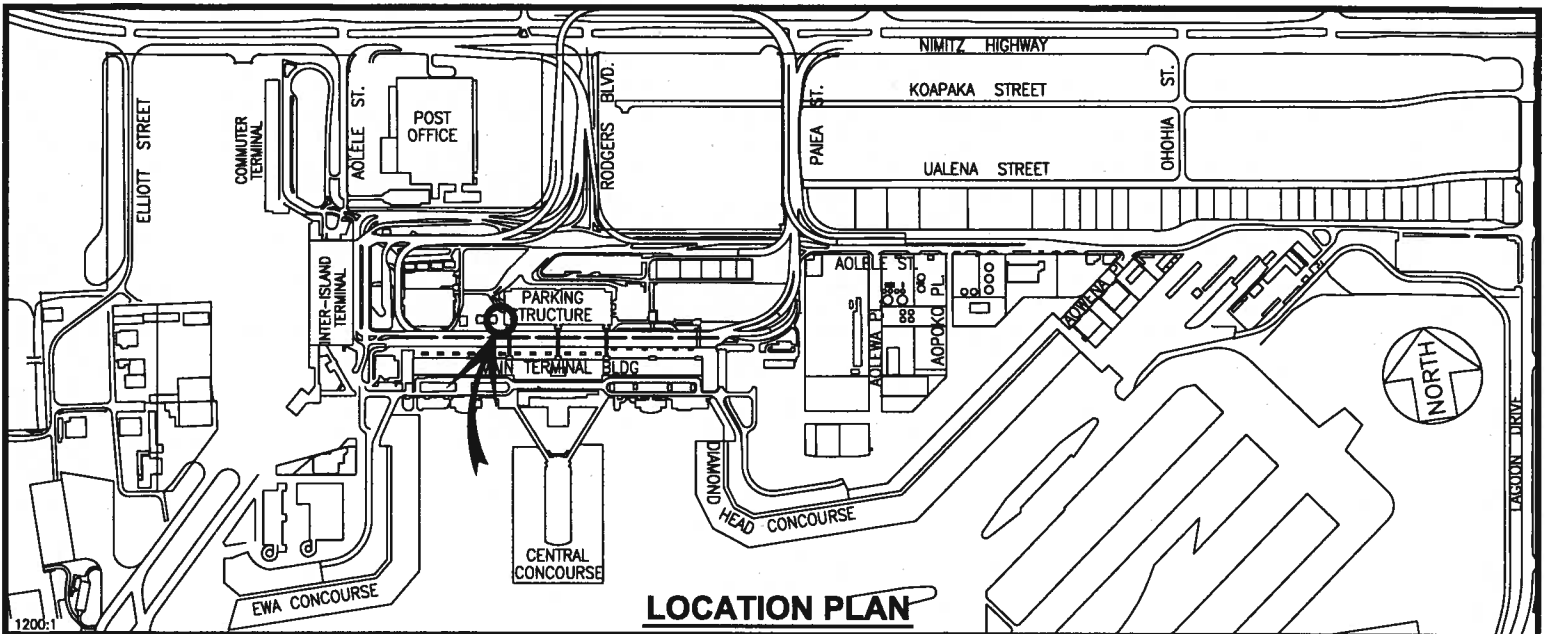 NIMITZ HIGHWAY
KOAPAKA STREET
UALENA STREET
ELLIOTT STREET
COMMUTER
TERMINAL
AOLELE ST.
POST
OFFICE
RODGERS BLVD.
PAIEA ST.
OHOHIA ST.
INTER-ISLAND
TERMINAL
PARKING
STRUCTURE
MAIN TERMINAL BLDG
AOLELE ST.
AOLEWA PL.
AOPOKO PL.
AOWENA
NORTH
LAGOON DRIVE
DIAMOND
HEAD CONCOURSE
CENTRAL
CONCOURSE
EWA CONCOURSE
LOCATION PLAN
1200:1